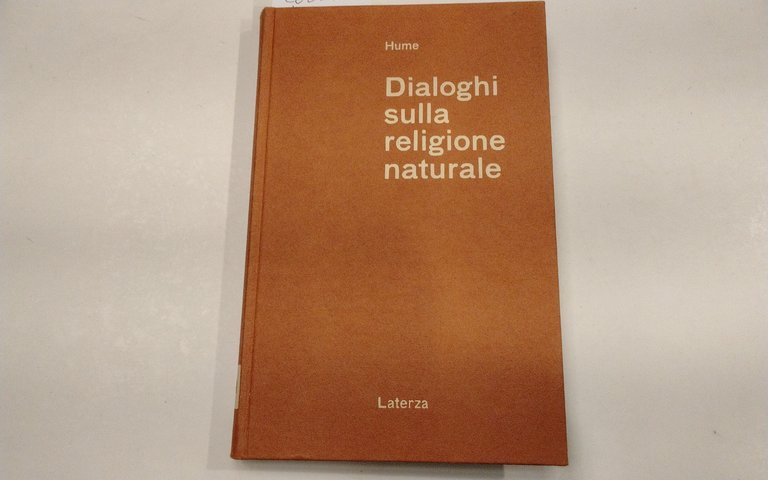 Hume
Dialoghi
sulla
religione
naturale
Laterza